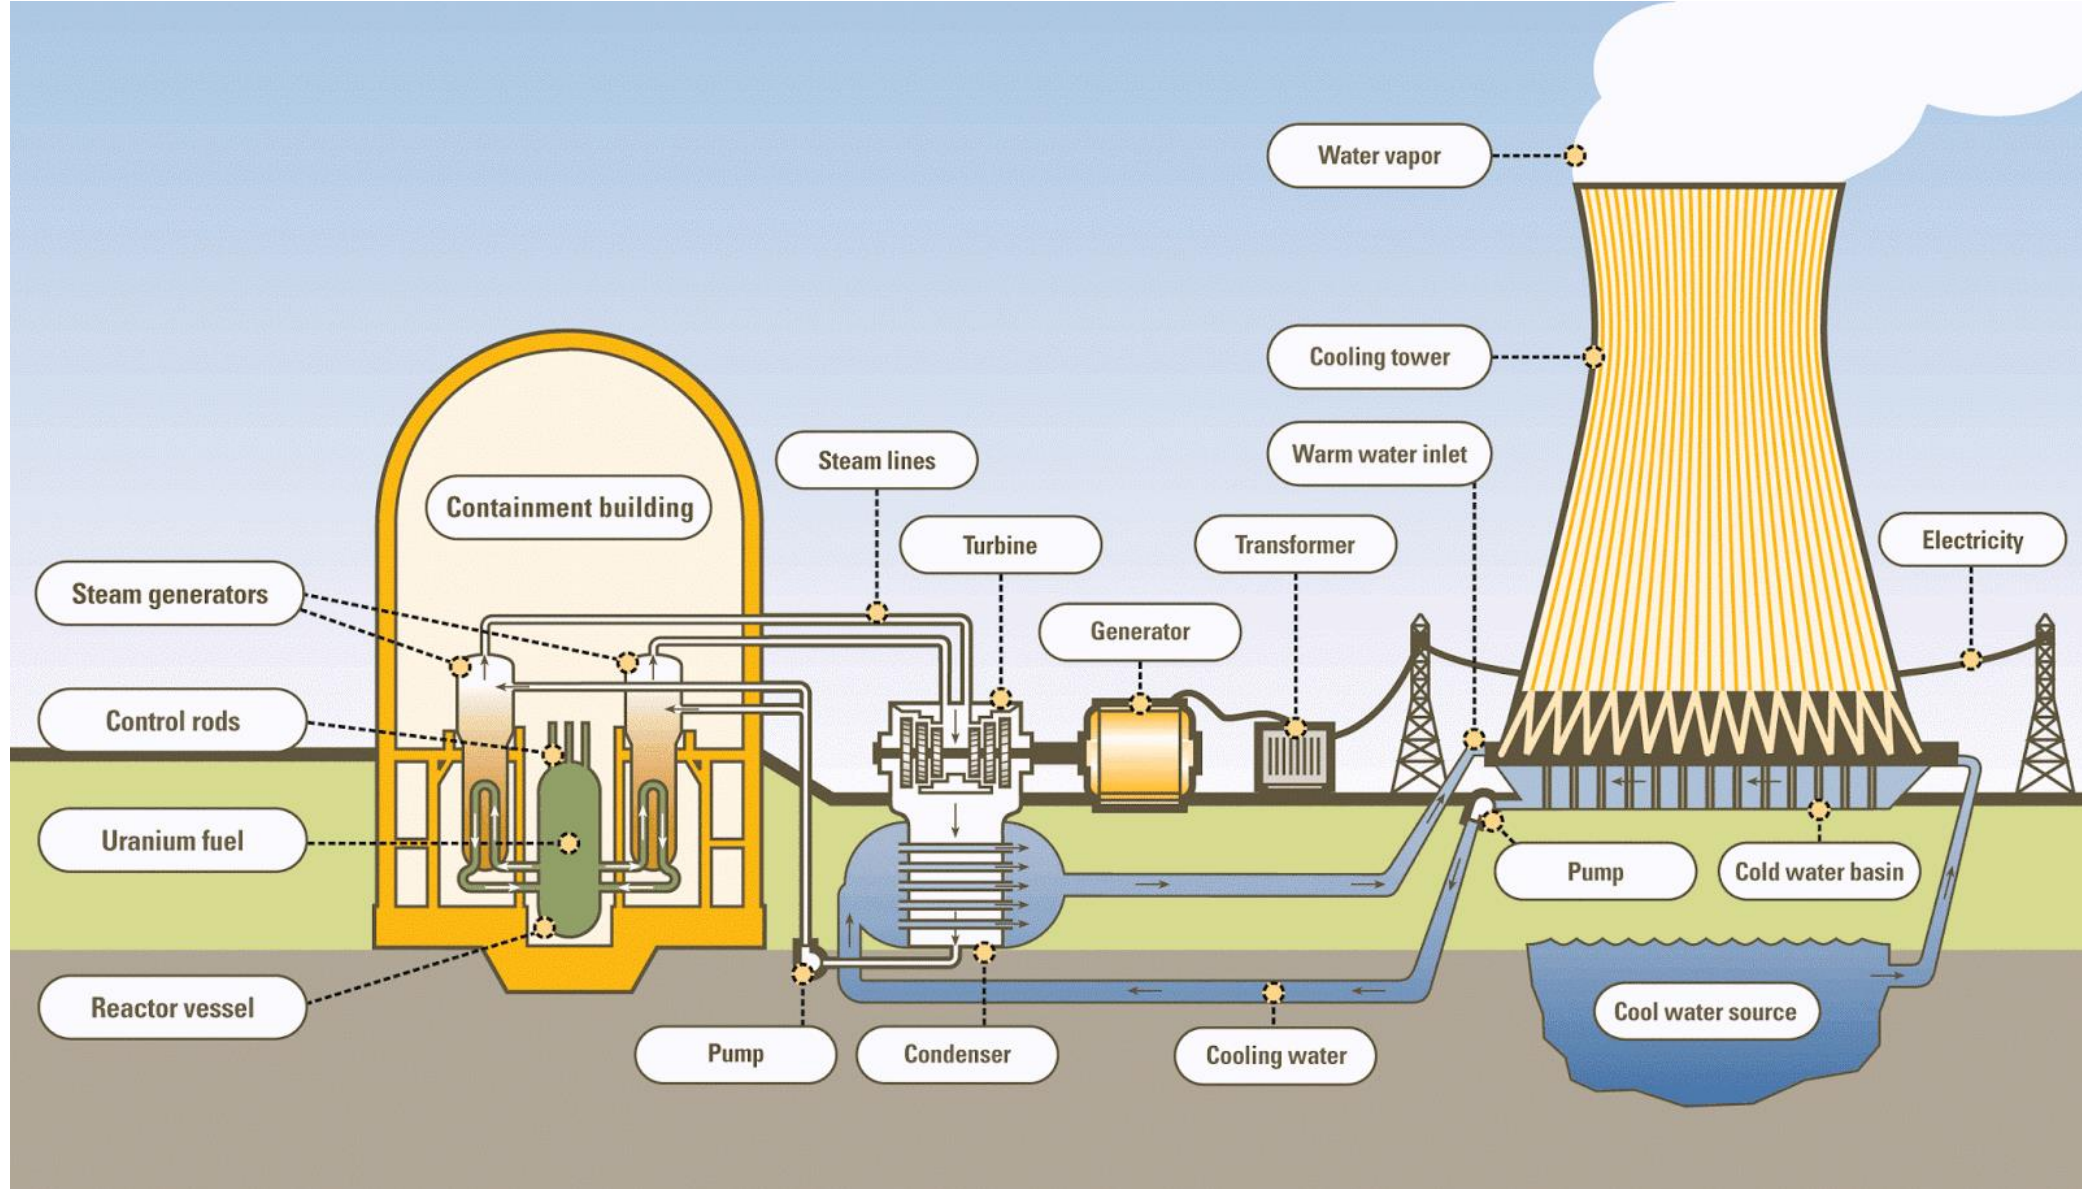 Water vapor
Cooling tower
Warm water inlet
Steam lines
Containment building
Turbine
Transformer
Electricity
Steam generators
Generator
Control rods
Uranium fuel
Pump
Cold water basin
Reactor vessel
Cool water source
Pump
Condenser
Cooling water